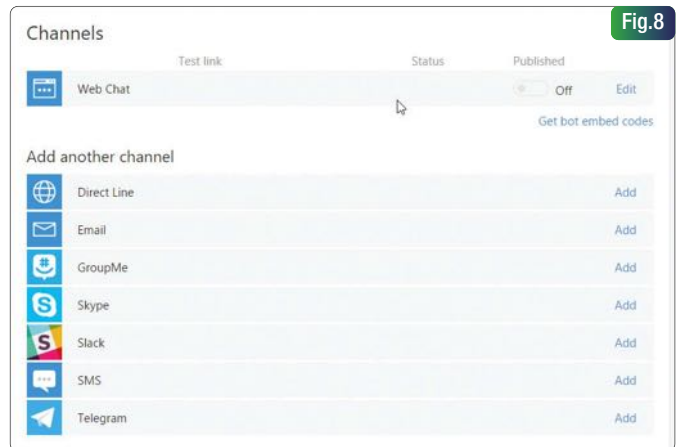 Fig.8
Channels
Test link Status Published
Web Chat Off Edit
Get bot embed codes
Add another channel
Direct Line Add
Email Add
GroupMe Add
Skype Add
Slack Add
SMS Add
Telegram Add